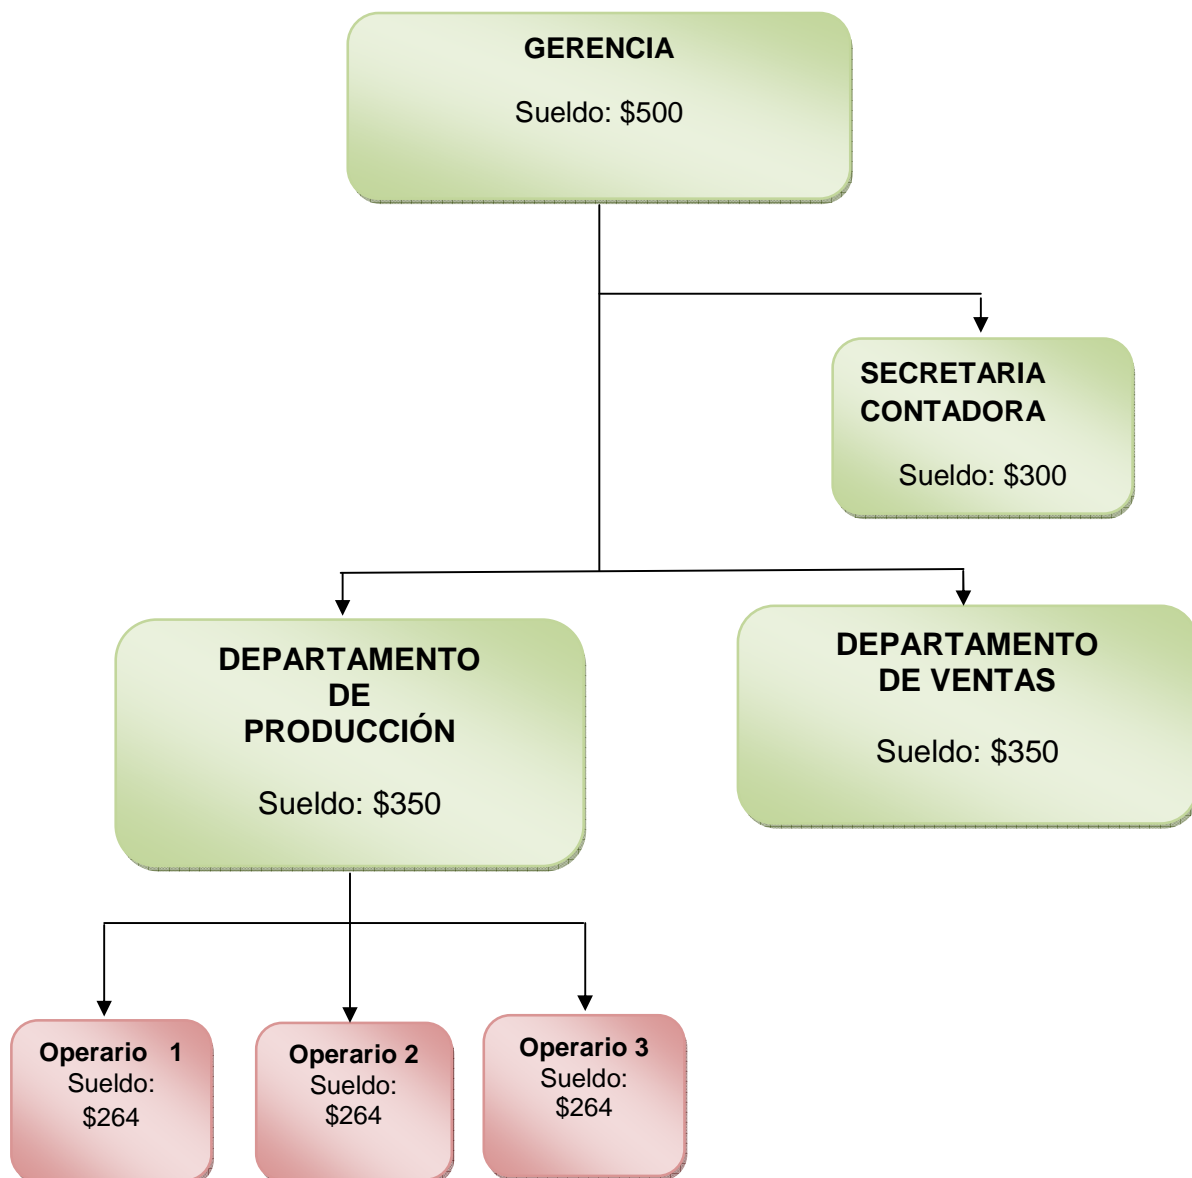 GERENCIA
Sueldo: $500
SECRETARIA
CONTADORA
Sueldo: $300
DEPARTAMENTO
DE
PRODUCCIÓN
Sueldo: $350
DEPARTAMENTO
DE VENTAS
Sueldo: $350
Operario 1
Sueldo:
$264
Operario 2
Sueldo:
$264
Operario 3
Sueldo:
$264